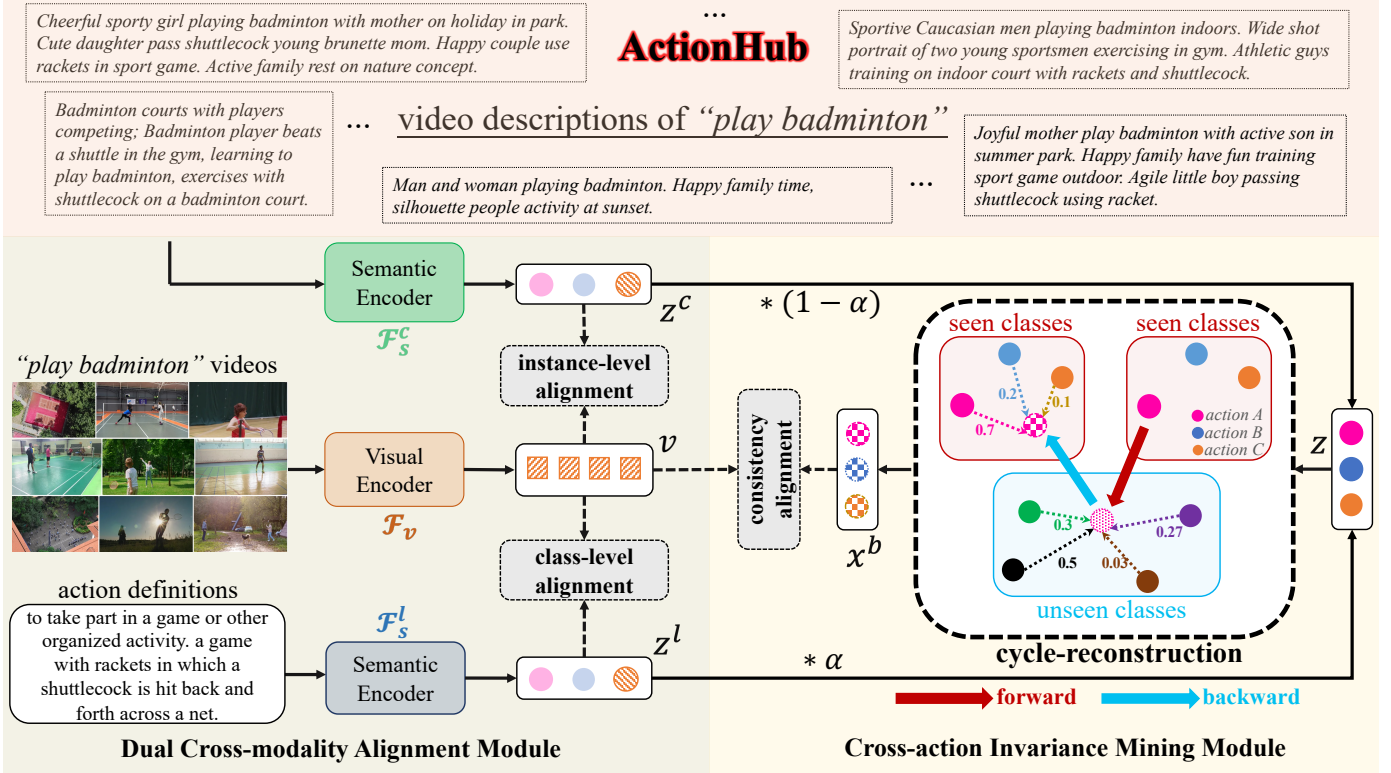 Cheerful sporty girl playing badminton with mother on holiday in park.
Cute daughter pass shuttlecock young brunette mom. Happy couple use
rackets in sport game. Active family rest on nature concept.
...
ActionHub
Sportive Caucasian men playing badminton indoors. Wide shot
portrait of two young sportsmen exercising in gym. Athletic guys
training on indoor court with rackets and shuttlecock.
Badminton courts with players
competing; Badminton player beats
a shuttle in the gym, learning to
play badminton, exercises with
shuttlecock on a badminton court.
...
video descriptions of “play badminton”
Man and woman playing badminton. Happy family time,
silhouette people activity at sunset.
...
Joyful mother play badminton with active son in
summer park. Happy family have fun training
sport game outdoor. Agile little boy passing
shuttlecock using racket.
Semantic
Encoder
𝓕_s^c
z^c
∗ (1 − α)
instance-level
alignment
“play badminton” videos
Visual
Encoder
𝓕_v
v
class-level
alignment
action definitions
to take part in a game or other
organized activity. a game
with rackets in which a
shuttlecock is hit back and
forth across a net.
𝓕_s^l
Semantic
Encoder
z^l
∗ α
Dual Cross-modality Alignment Module
consistency
alignment
x^b
seen classes
0.2
0.1
0.7
seen classes
action A
action B
action C
0.3
0.27
0.5
0.03
unseen classes
z
cycle-reconstruction
forward
backward
Cross-action Invariance Mining Module